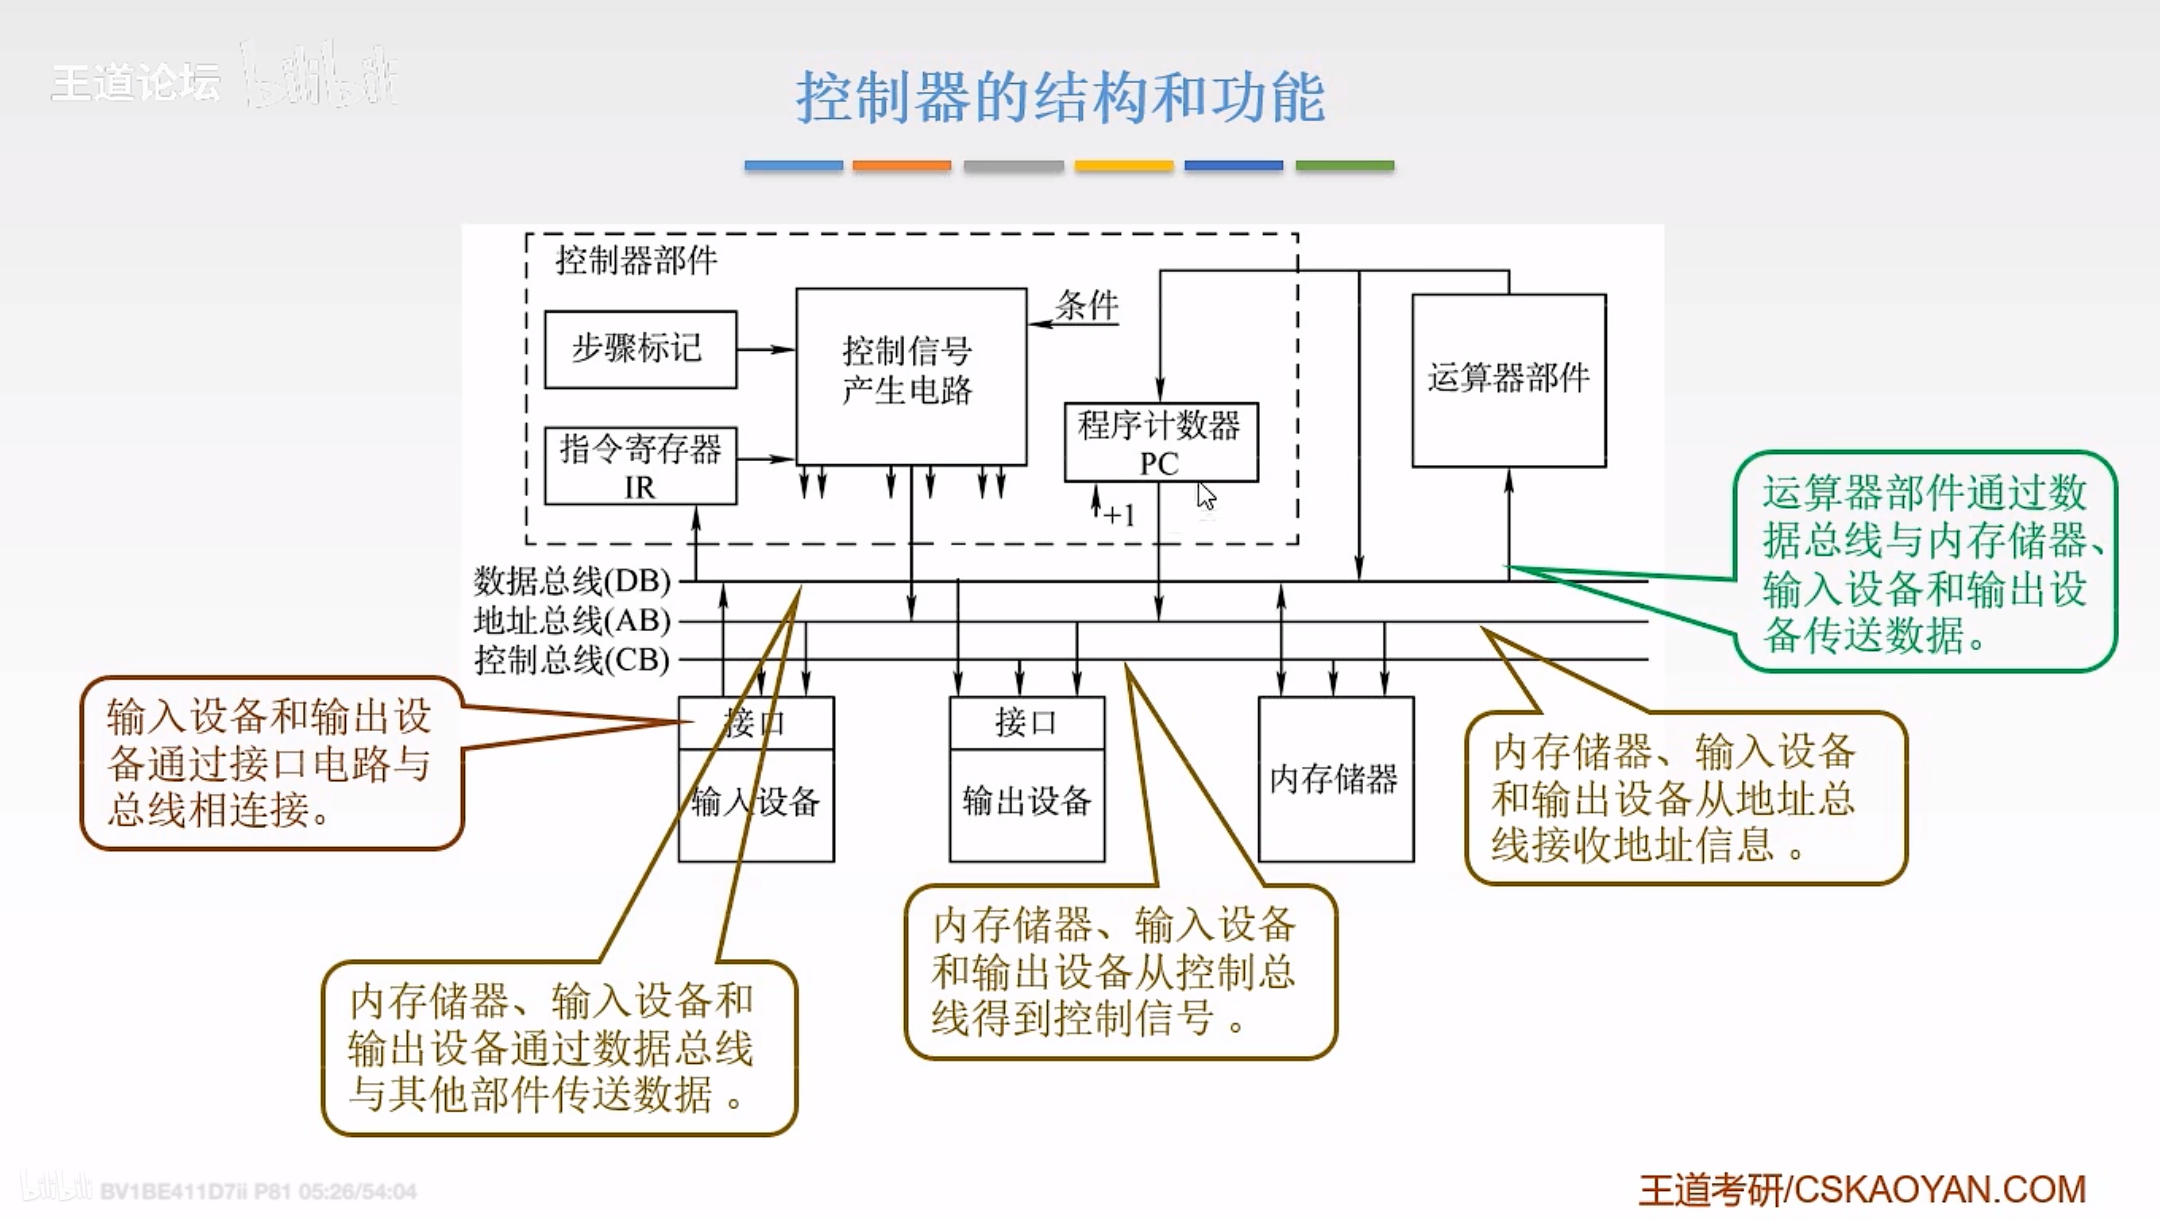 王道论坛 bilibili
控制器的结构和功能
控制器部件
步骤标记
控制信号
产生电路
条件
指令寄存器
IR
程序计数器
PC
+1
运算器部件
数据总线(DB)
地址总线(AB)
控制总线(CB)
接口
输入设备
接口
输出设备
内存储器
运算器部件通过数
据总线与内存储器、
输入设备和输出设
备传送数据。
输入设备和输出设
备通过接口电路与
总线相连接。
内存储器、输入设备
和输出设备从地址总
线接收地址信息 。
内存储器、输入设备
和输出设备从控制总
线得到控制信号 。
内存储器、输入设备和
输出设备通过数据总线
与其他部件传送数据 。
bilibili BV1BE411D7ii P81 05:26/54:04
王道考研/CSKAOYAN.COM